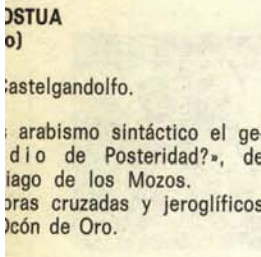 OSTUA
o)
Castelgandolfo.
s arabismo sintáctico el ge-
dio de Posteridad?», de
iago de los Mozos.
bras cruzadas y jeroglíficos
Ocón de Oro.